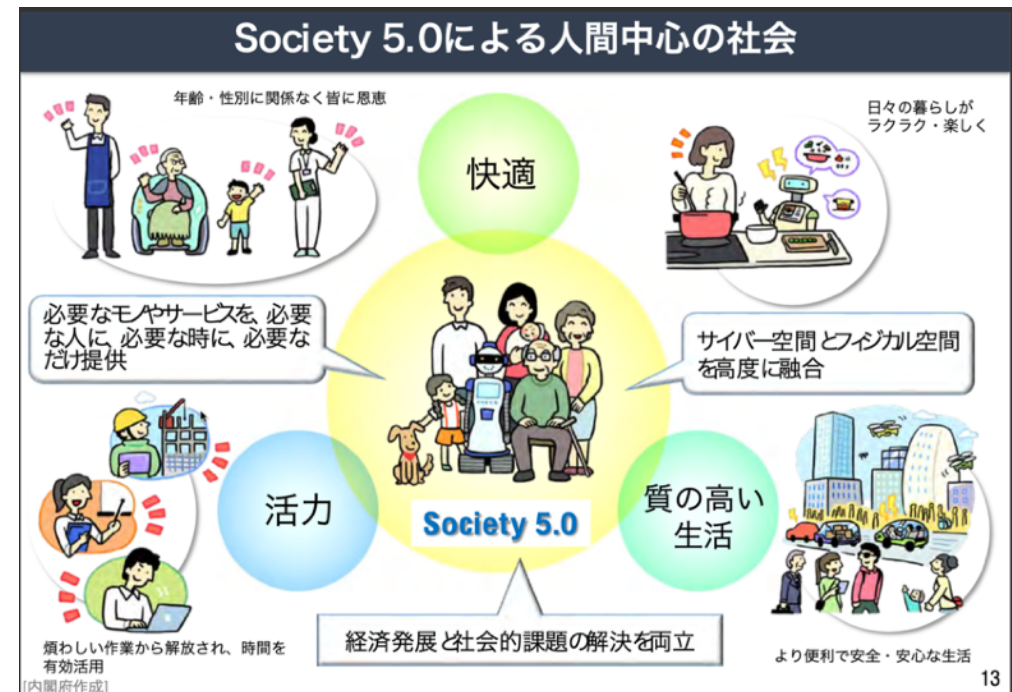 Society 5.0による人間中心の社会
年齢・性別に関係なく皆に恩恵
快適
日々の暮らしが
ラクラク・楽しく
必要なモノやサービスを、必要
な人に、必要な時に、必要な
だけ提供
サイバー空間とフィジカル空間
を高度に融合
活力
Society 5.0
質の高い
生活
経済発展と社会的課題の解決を両立
煩わしい作業から解放され、時間を
有効活用
より便利で安全・安心な生活
[内閣府作成]
13